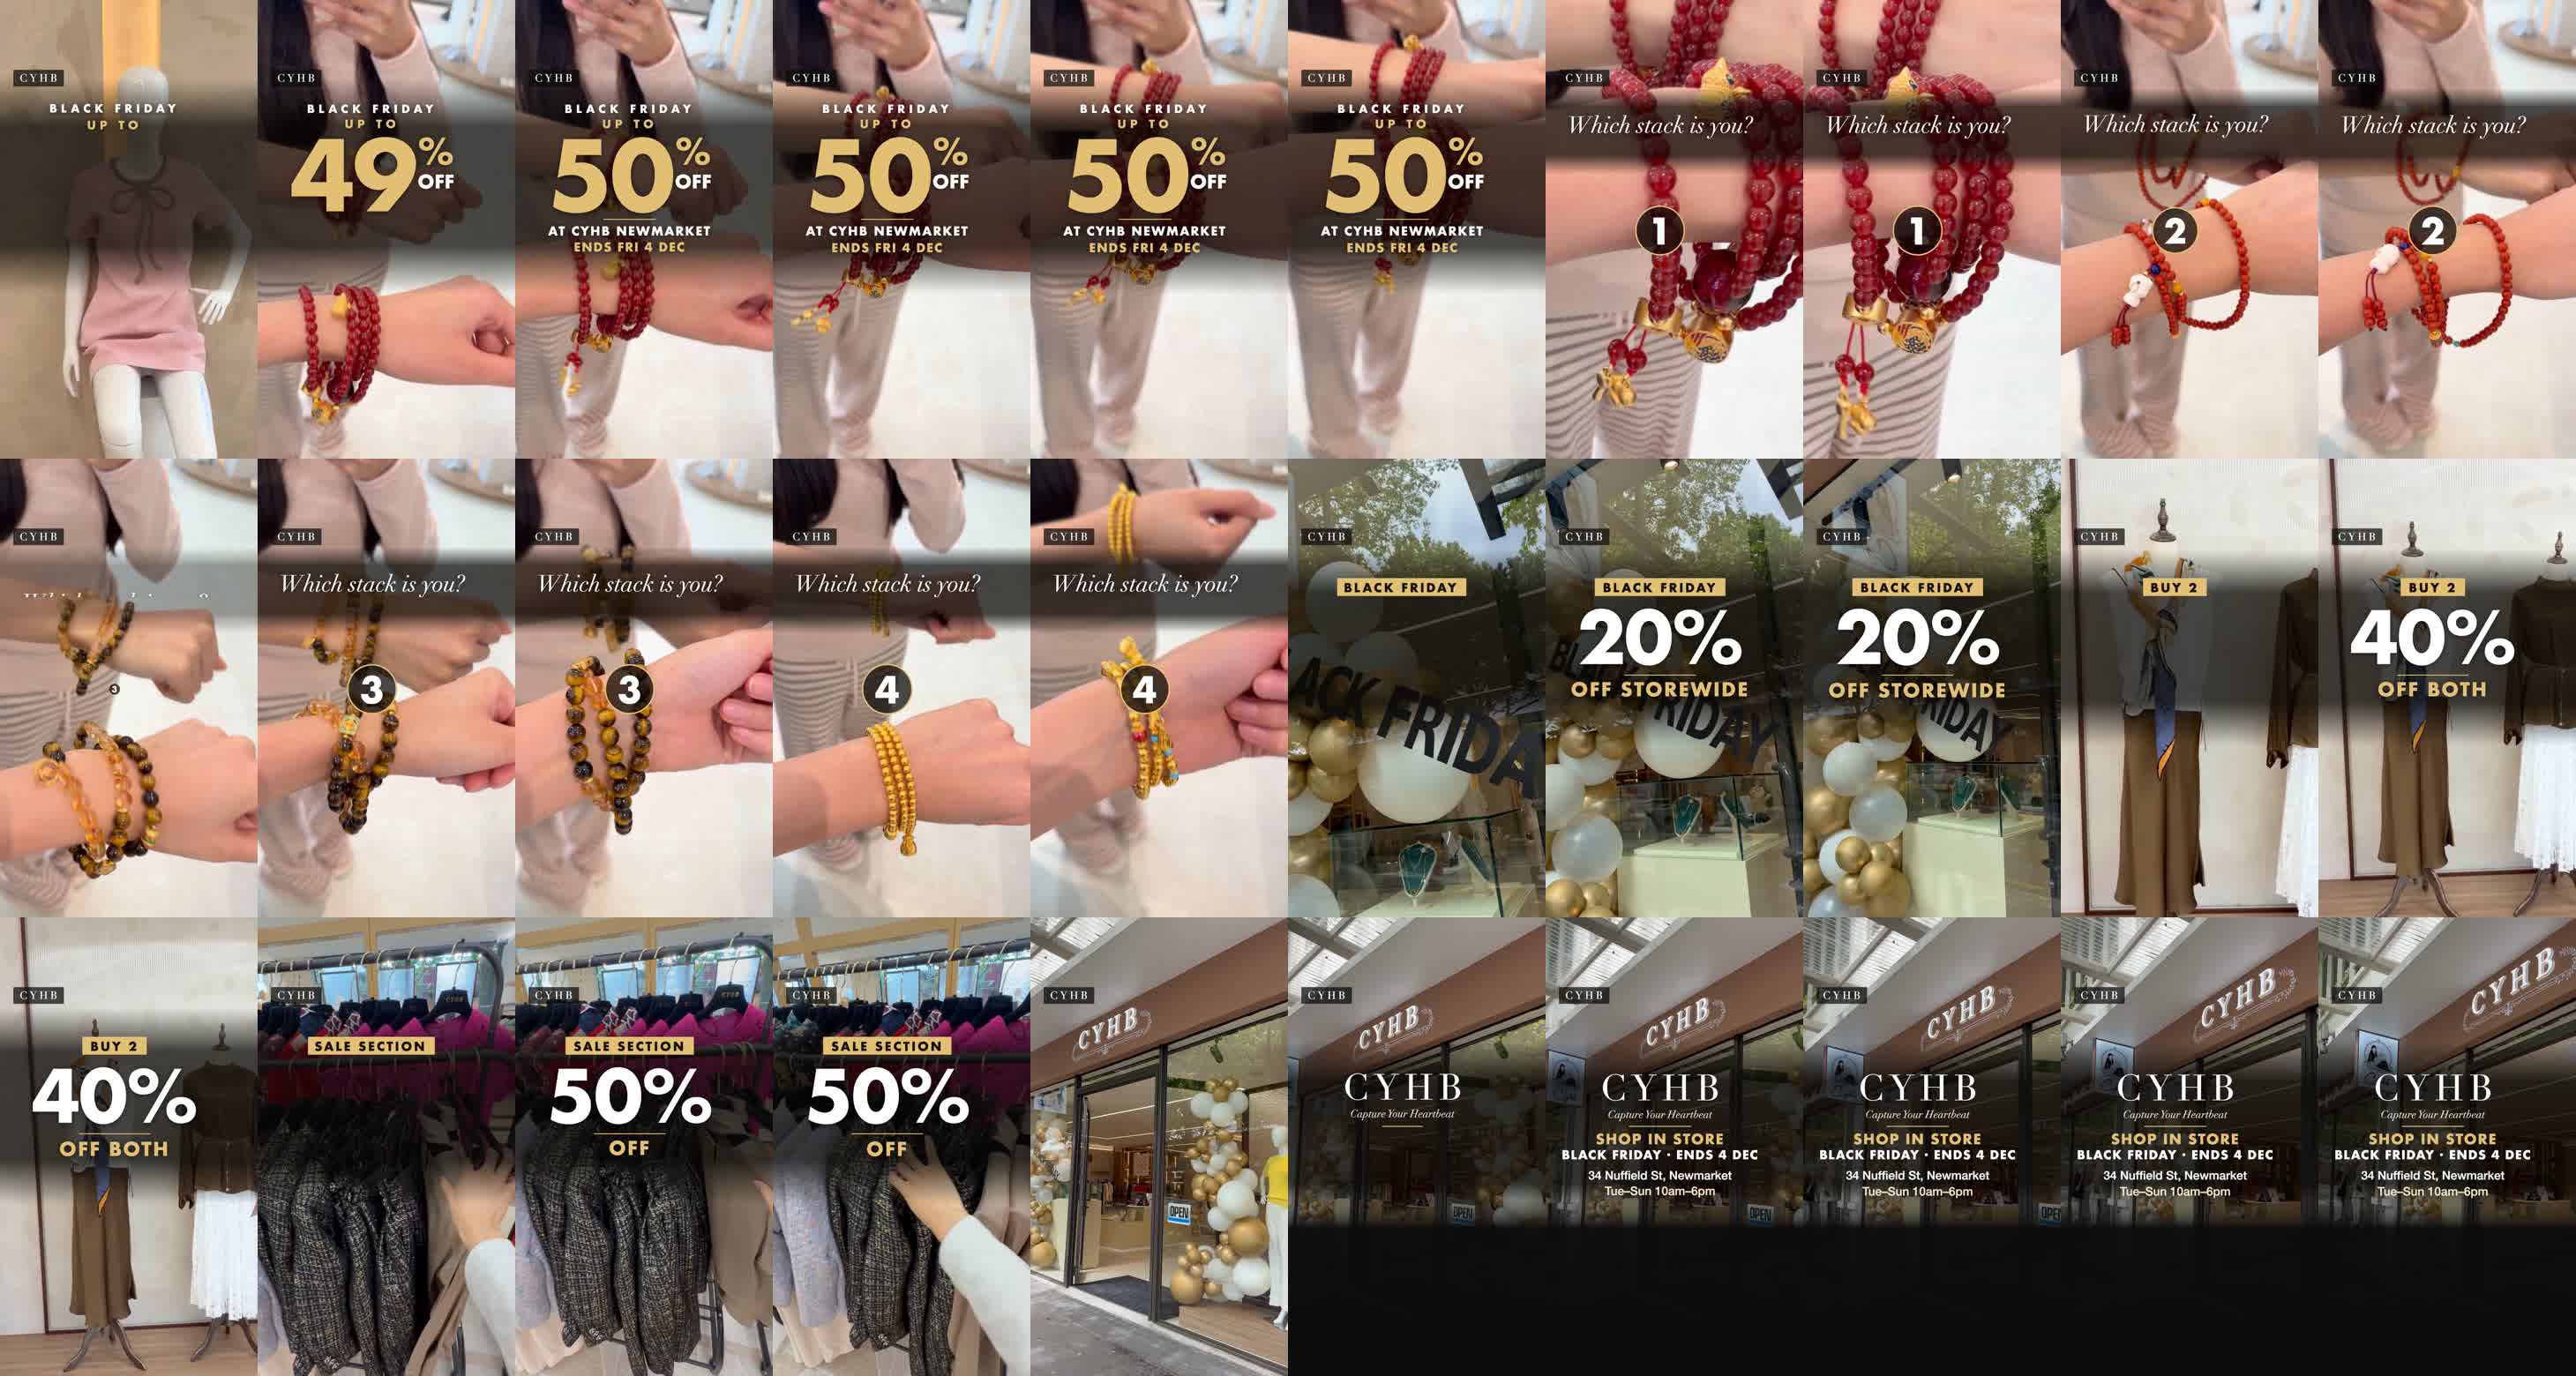 CYHB
BLACK FRIDAY
UP TO
CYHB
BLACK FRIDAY
UP TO
49%
OFF
CYHB
BLACK FRIDAY
UP TO
50%
OFF
AT CYHB NEWMARKET
ENDS FRI 4 DEC
CYHB
BLACK FRIDAY
UP TO
50%
OFF
AT CYHB NEWMARKET
ENDS FRI 4 DEC
CYHB
BLACK FRIDAY
UP TO
50%
OFF
AT CYHB NEWMARKET
ENDS FRI 4 DEC
CYHB
BLACK FRIDAY
UP TO
50%
OFF
AT CYHB NEWMARKET
ENDS FRI 4 DEC
CYHB
Which stack is you?
1
CYHB
Which stack is you?
1
CYHB
Which stack is you?
2
CYHB
Which stack is you?
2
CYHB
3
CYHB
Which stack is you?
3
CYHB
Which stack is you?
3
CYHB
Which stack is you?
4
CYHB
Which stack is you?
4
CYHB
BLACK FRIDAY
ACK FRIDA
CYHB
BLACK FRIDAY
20%
OFF STOREWIDE
FRIDAY
CYHB
BLACK FRIDAY
20%
OFF STOREWIDE
RIDAY
CYHB
BUY 2
CYHB
BUY 2
40%
OFF BOTH
CYHB
BUY 2
40%
OFF BOTH
CYHB
SALE SECTION
CYHB
SALE SECTION
50%
OFF
CYHB
SALE SECTION
50%
OFF
CYHB
CYHB
OPEN
CYHB
CYHB
CYHB
Capture Your Heartbeat
OPEN
CYHB
CYHB
CYHB
Capture Your Heartbeat
SHOP IN STORE
BLACK FRIDAY · ENDS 4 DEC
34 Nuffield St, Newmarket
Tue–Sun 10am–6pm
OPEN
CYHB
CYHB
CYHB
Capture Your Heartbeat
SHOP IN STORE
BLACK FRIDAY · ENDS 4 DEC
34 Nuffield St, Newmarket
Tue–Sun 10am–6pm
OPEN
CYHB
CYHB
CYHB
Capture Your Heartbeat
SHOP IN STORE
BLACK FRIDAY · ENDS 4 DEC
34 Nuffield St, Newmarket
Tue–Sun 10am–6pm
CYHB
CYHB
CYHB
Capture Your Heartbeat
SHOP IN STORE
BLACK FRIDAY · ENDS 4 DEC
34 Nuffield St, Newmarket
Tue–Sun 10am–6pm